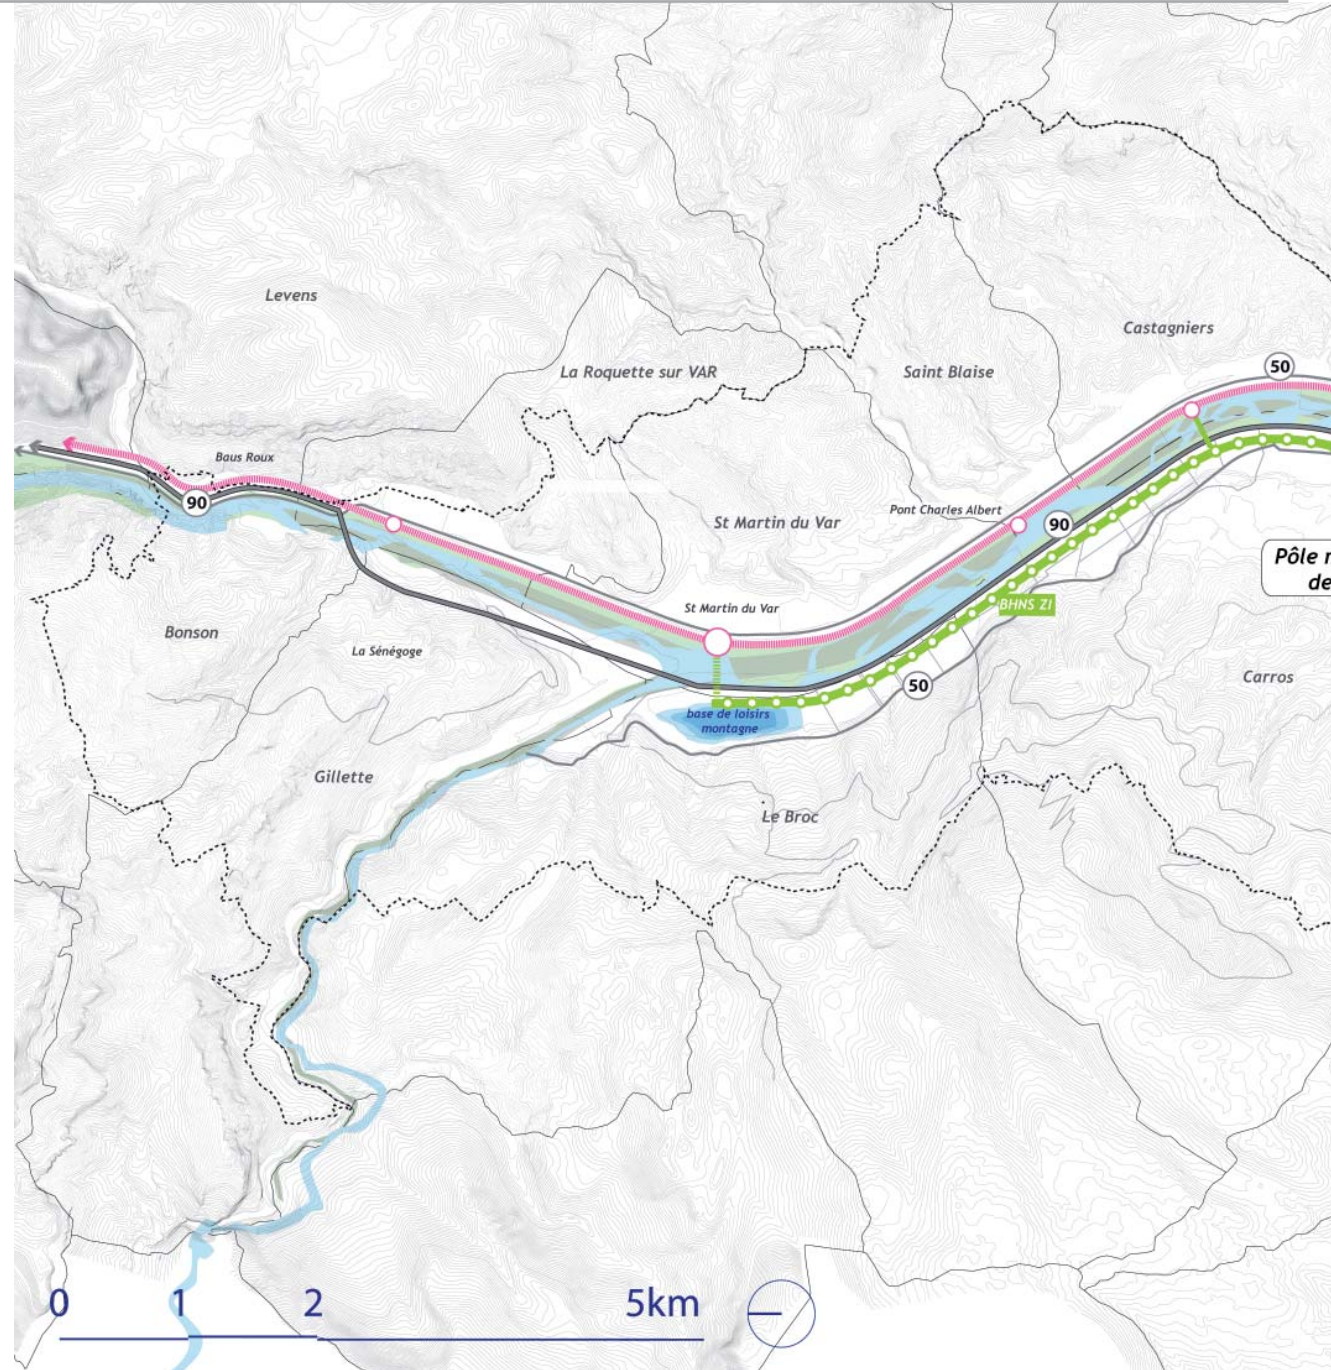 Levens
Castagniers
La Roquette sur VAR
Saint Blaise
50
Baus Roux
90
Pont Charles Albert
St Martin du Var
90
Pôle
de
BHNS ZI
St Martin du Var
Bonson
La Sénégoge
Carros
50
base de loisirs
montagne
Gillette
Le Broc
0
1
2
5km